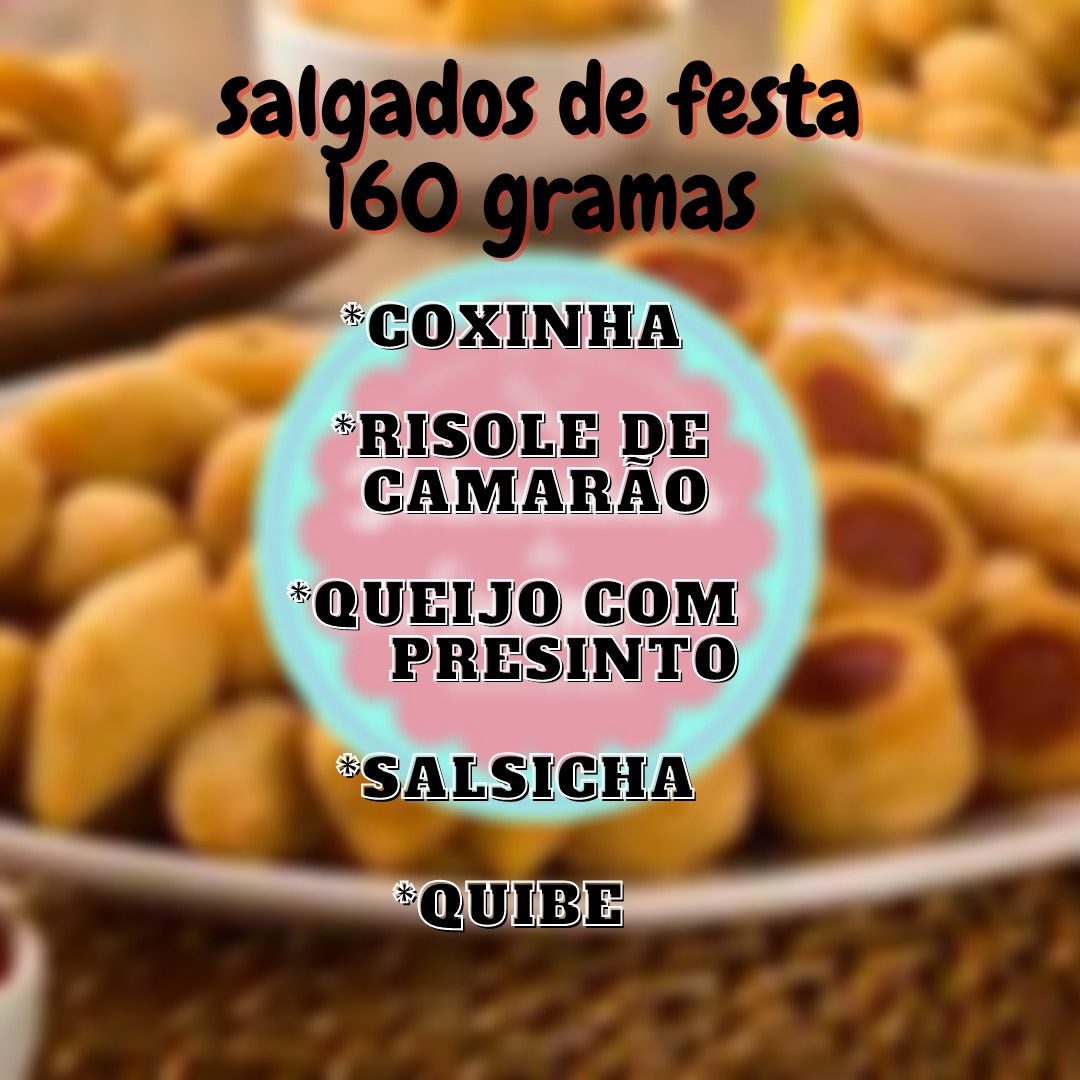 salgados de festa
160 gramas
*COXINHA
*RISOLE DE
CAMARÃO
*QUEIJO COM
PRESINTO
*SALSICHA
*QUIBE